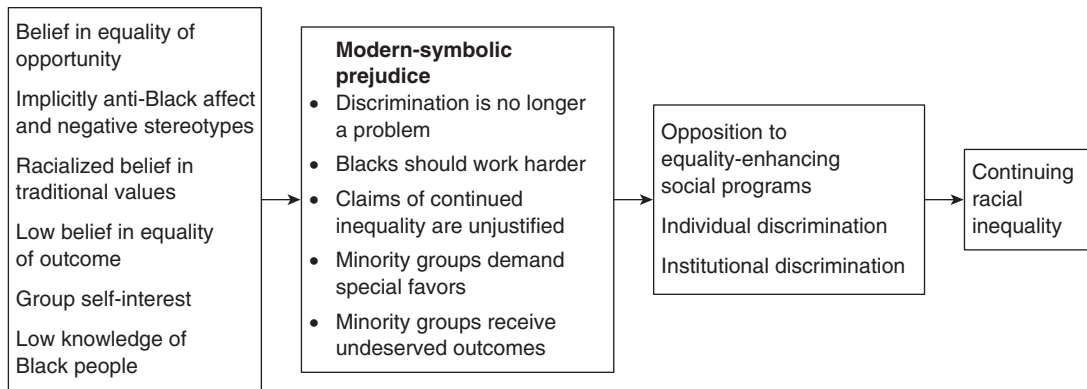 Belief in equality of
opportunity
Implicitly anti-Black affect
and negative stereotypes
Racialized belief in
traditional values
Low belief in equality
of outcome
Group self-interest
Low knowledge of
Black people
Modern-symbolic
prejudice
• Discrimination is no longer
a problem
• Blacks should work harder
• Claims of continued
inequality are unjustified
• Minority groups demand
special favors
• Minority groups receive
undeserved outcomes
Opposition to
equality-enhancing
social programs
Individual discrimination
Institutional discrimination
Continuing
racial
inequality